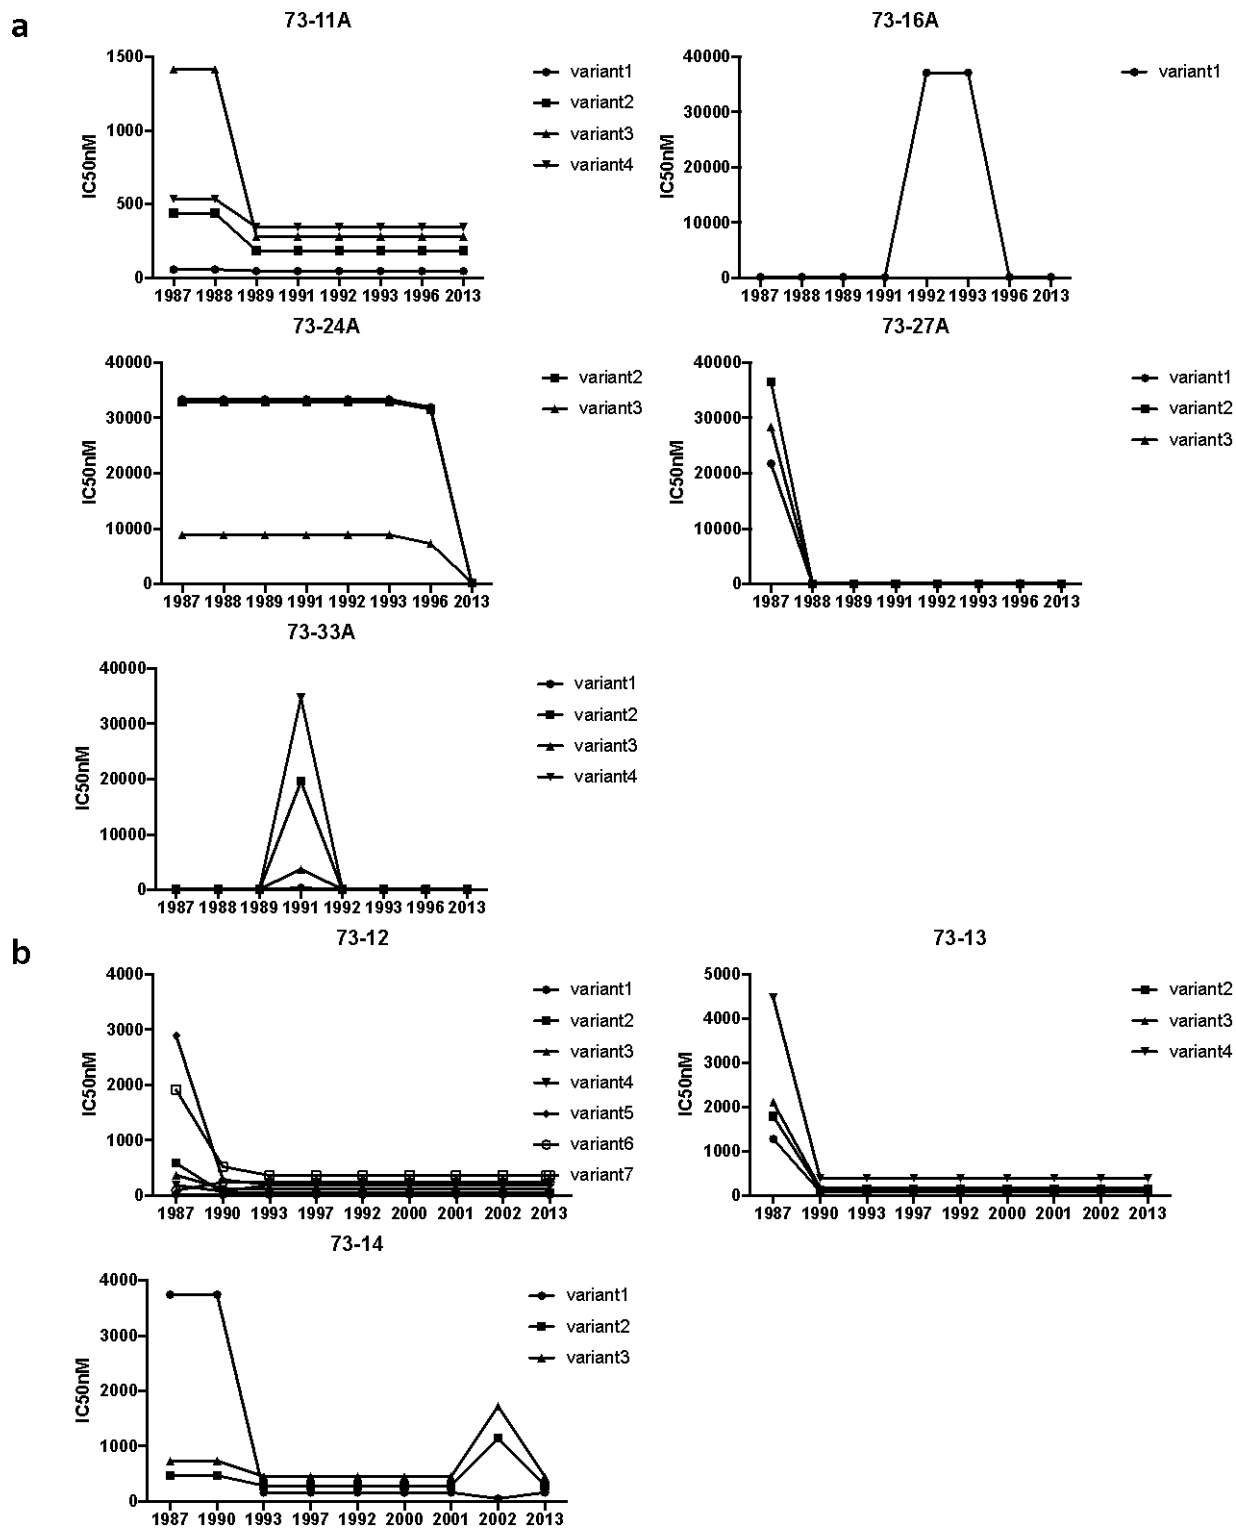 a
73-11A
1500
1000
500
0
IC50nM
1987 1988 1989 1991 1992 1993 1996 2013
variant1
variant2
variant3
variant4
73-16A
40000
30000
20000
10000
0
IC50nM
1987 1988 1989 1991 1992 1993 1996 2013
variant1
73-24A
40000
30000
20000
10000
0
IC50nM
1987 1988 1989 1991 1992 1993 1996 2013
variant2
variant3
73-27A
40000
30000
20000
10000
0
IC50nM
1987 1988 1989 1991 1992 1993 1996 2013
variant1
variant2
variant3
73-33A
40000
30000
20000
10000
0
IC50nM
1987 1988 1989 1991 1992 1993 1996 2013
variant1
variant2
variant3
variant4
b
73-12
4000
3000
2000
1000
0
IC50nM
1987 1990 1993 1997 1992 2000 2001 2002 2013
variant1
variant2
variant3
variant4
variant5
variant6
variant7
73-13
5000
4000
3000
2000
1000
0
IC50nM
1987 1990 1993 1997 1992 2000 2001 2002 2013
variant2
variant3
variant4
73-14
4000
3000
2000
1000
0
IC50nM
1987 1990 1993 1997 1992 2000 2001 2002 2013
variant1
variant2
variant3